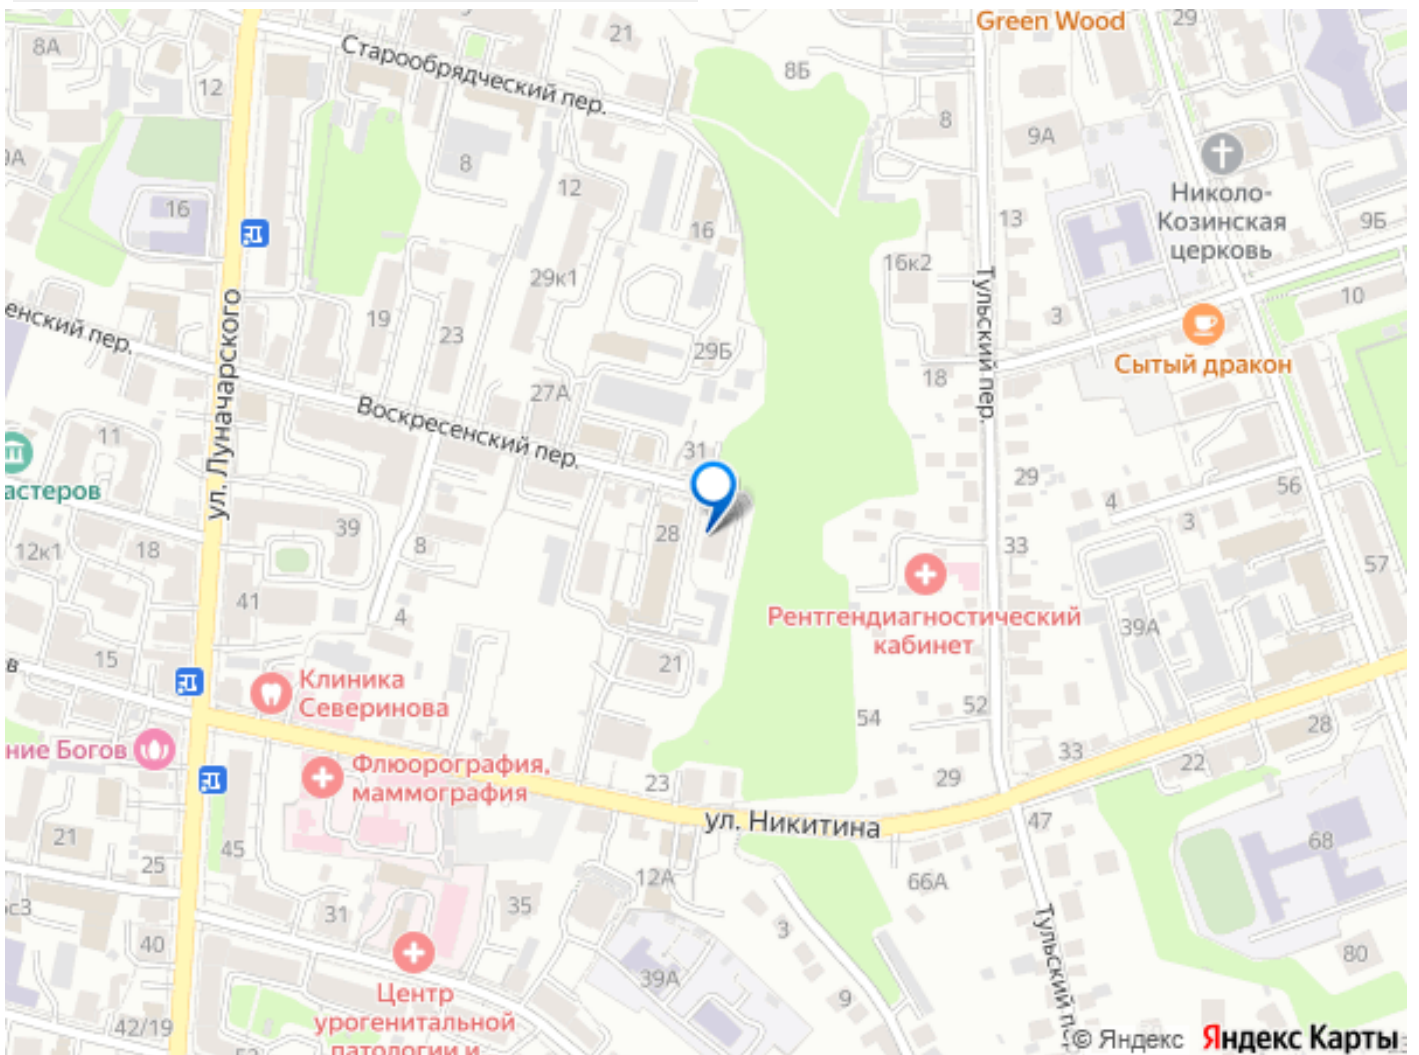 Green Wood
29
8А
21
Старообрядческий пер.
8Б
12
8
9А
8
12
16
Николо-
Козинская
церковь
13
9Б
16
16к2
29к1
10
Тульский пер.
3
19
23
29Б
Сытый дракон
18
енский пер.
ул. Луначарского
27А
Воскресенский пер.
11
31
астеров
29
56
4
3
39
28
8
12к1
18
33
57
41
4
Рентгендиагностический
кабинет
39А
15
в
21
Клиника
Северинова
54
52
28
33
22
ние Богов
Флюорография,
маммография
23
29
ул. Никитина
47
21
45
68
25
12А
66А
31
35
3
40
Тульский п
80
39А
9
Центр
урогенитальной
патологии и
42/19
© Яндекс
Яндекс Карты